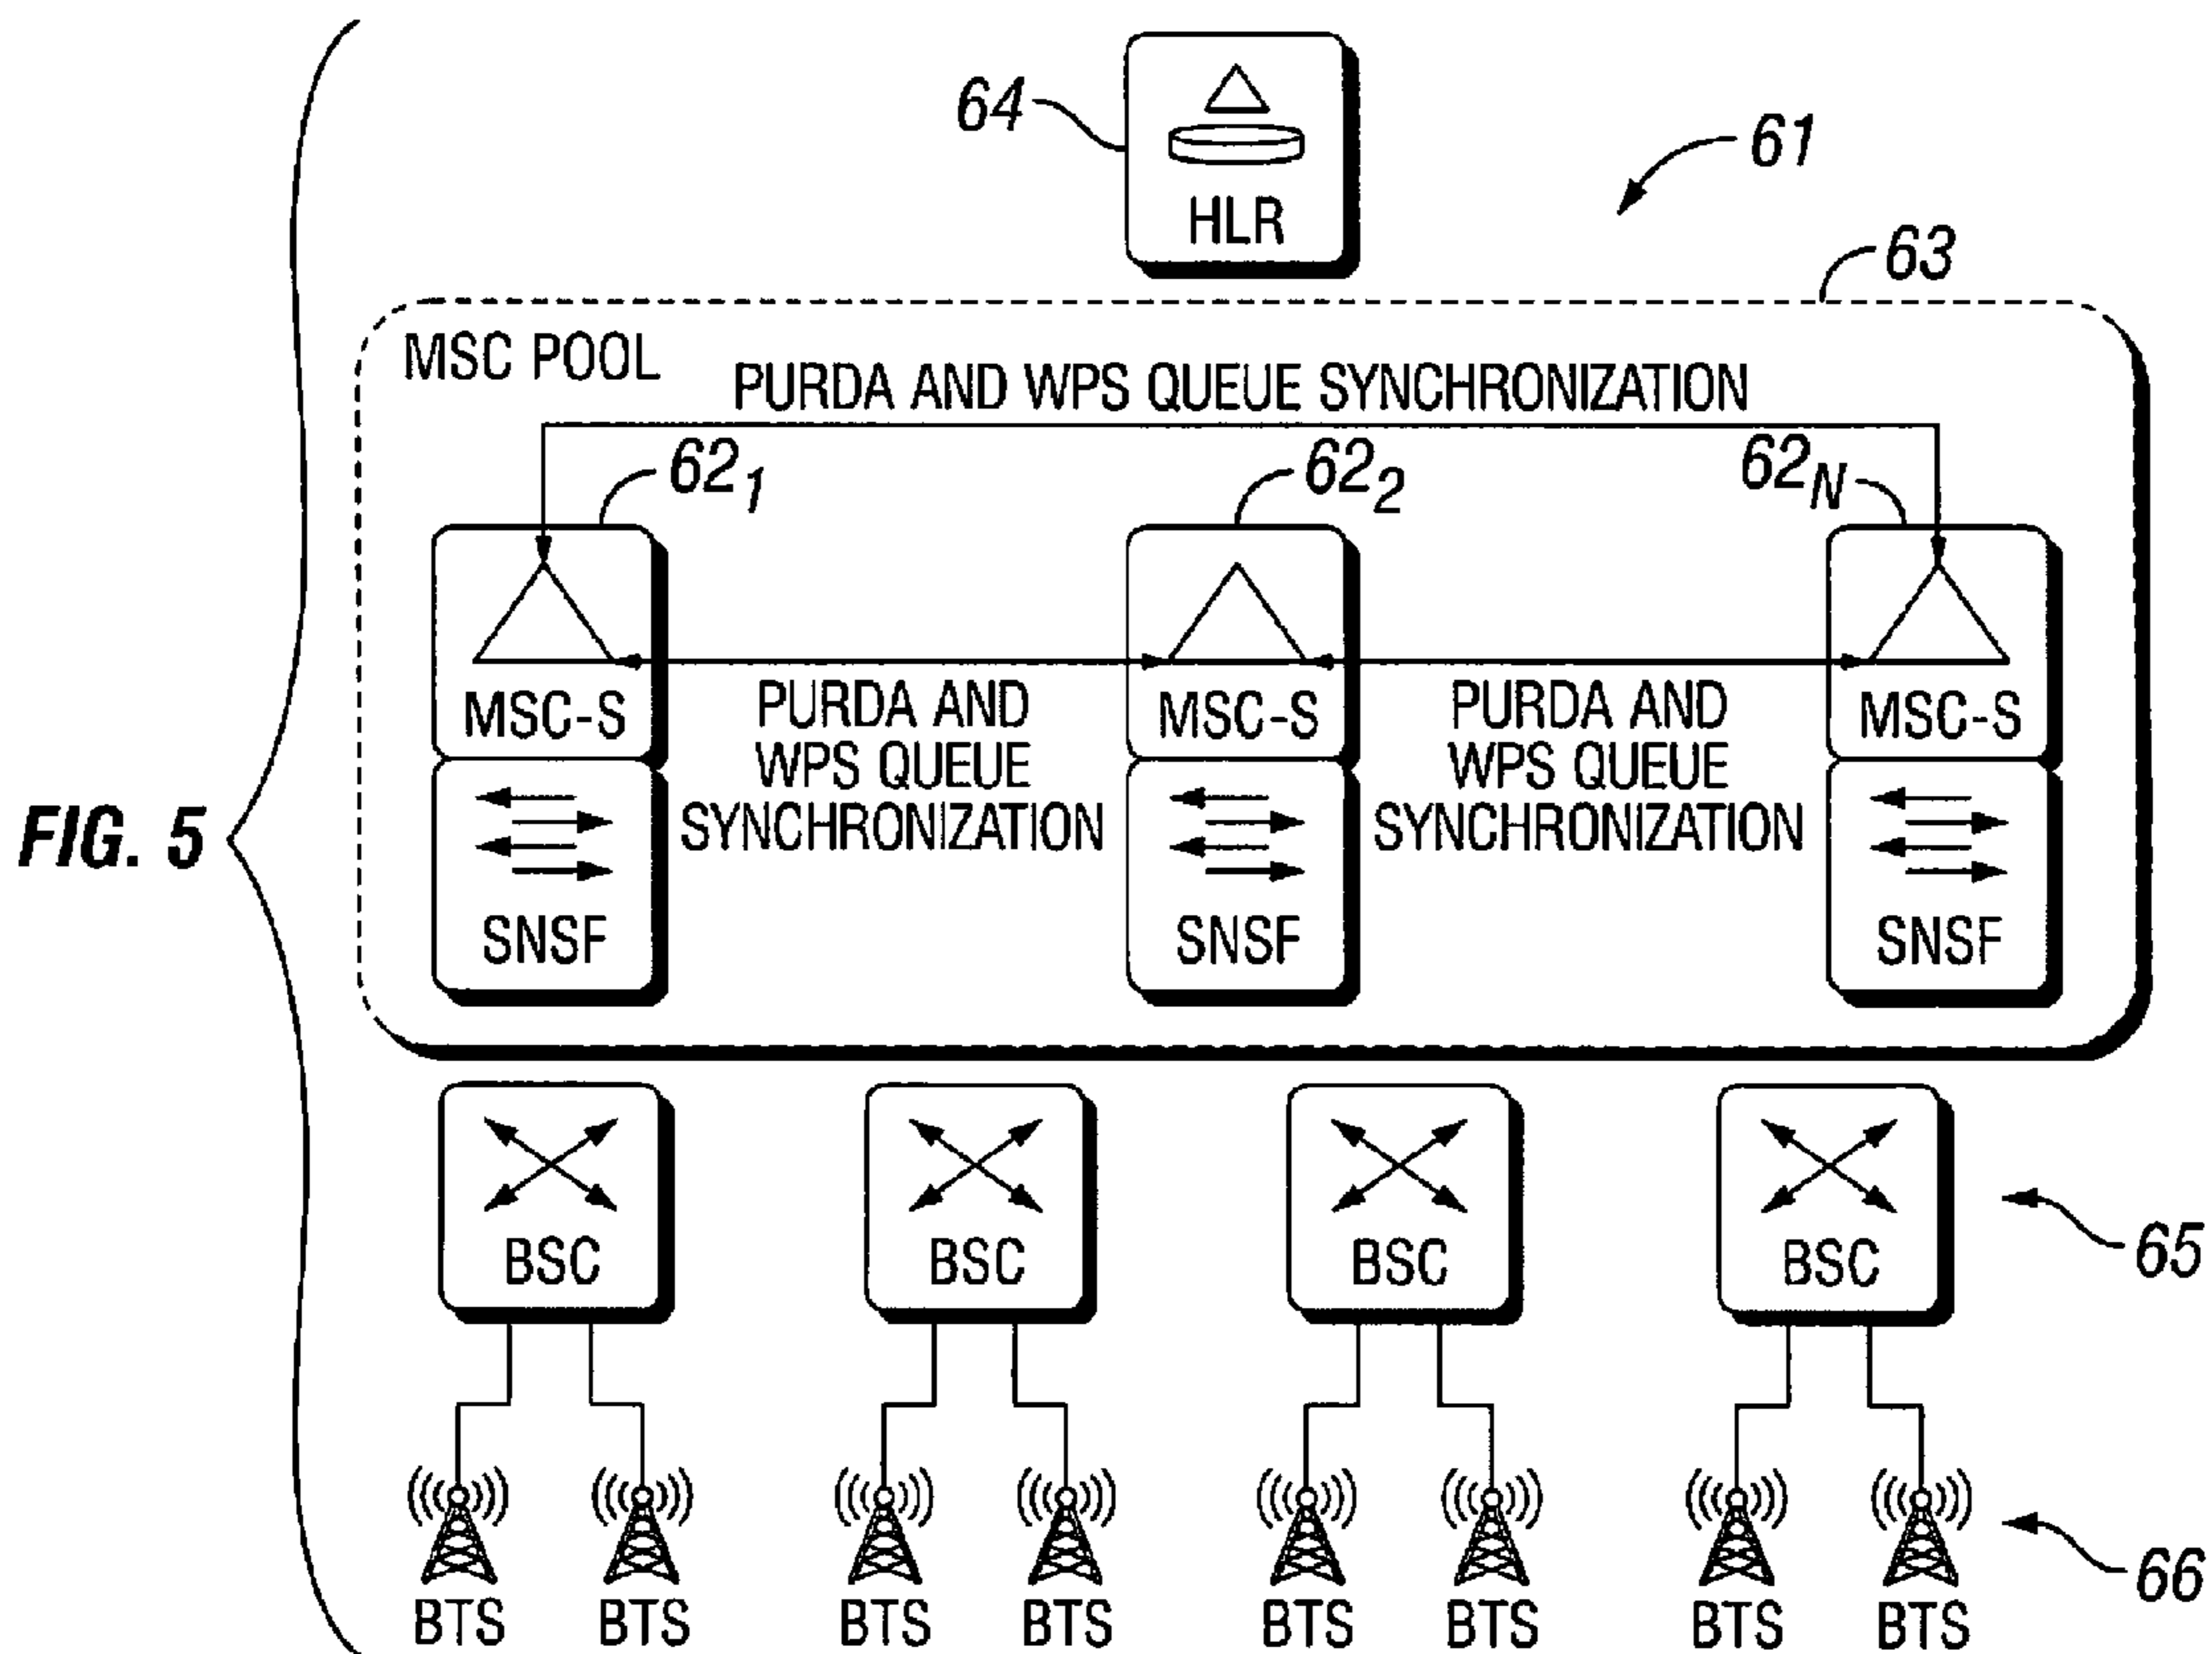 64
61
HLR
63
MSC POOL
PURDA AND WPS QUEUE SYNCHRONIZATION
62₁
62₂
62N
MSC-S
PURDA AND
WPS QUEUE
SYNCHRONIZATION
MSC-S
PURDA AND
WPS QUEUE
SYNCHRONIZATION
MSC-S
FIG. 5
SNSF
SNSF
SNSF
BSC
BSC
BSC
BSC
65
66
BTS
BTS
BTS
BTS
BTS
BTS
BTS
BTS